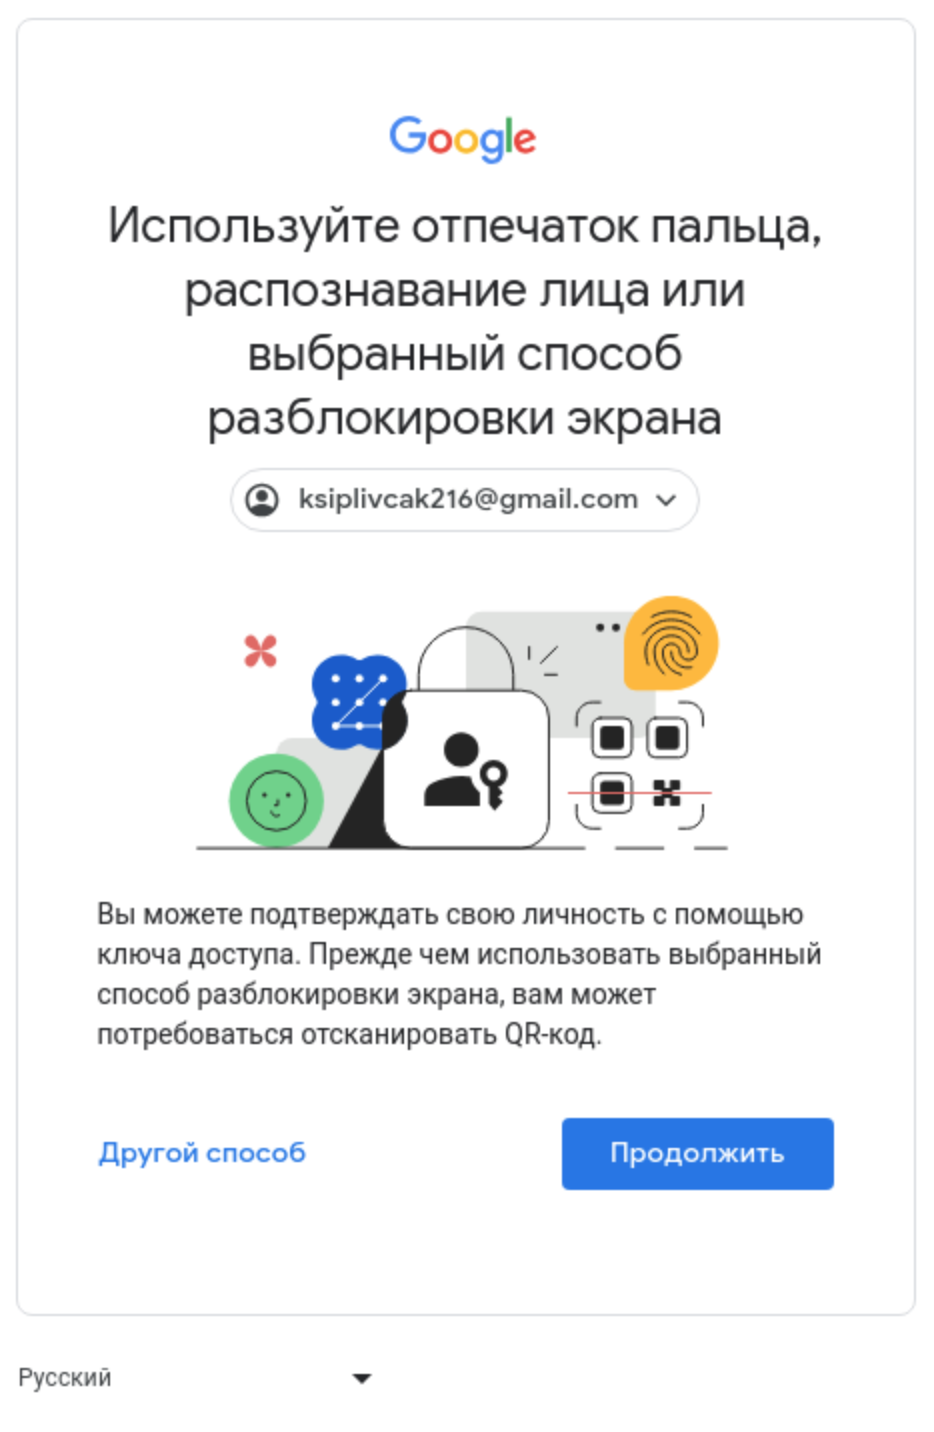 Google
Используйте отпечаток пальца,
распознавание лица или
выбранный способ
разблокировки экрана
ksiplivcak216@gmail.com
Вы можете подтверждать свою личность с помощью
ключа доступа. Прежде чем использовать выбранный
способ разблокировки экрана, вам может
потребоваться отсканировать QR-код.
Другой способ
Продолжить
Русский